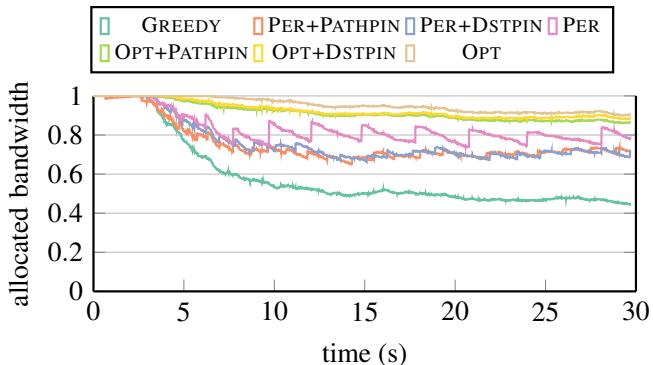 GREEDY PER+PATHPIN PER+DSTPIN PER
OPT+PATHPIN OPT+DSTPIN OPT
allocated bandwidth
1
0.8
0.6
0.4
0.2
0
0 5 10 15 20 25 30
time (s)